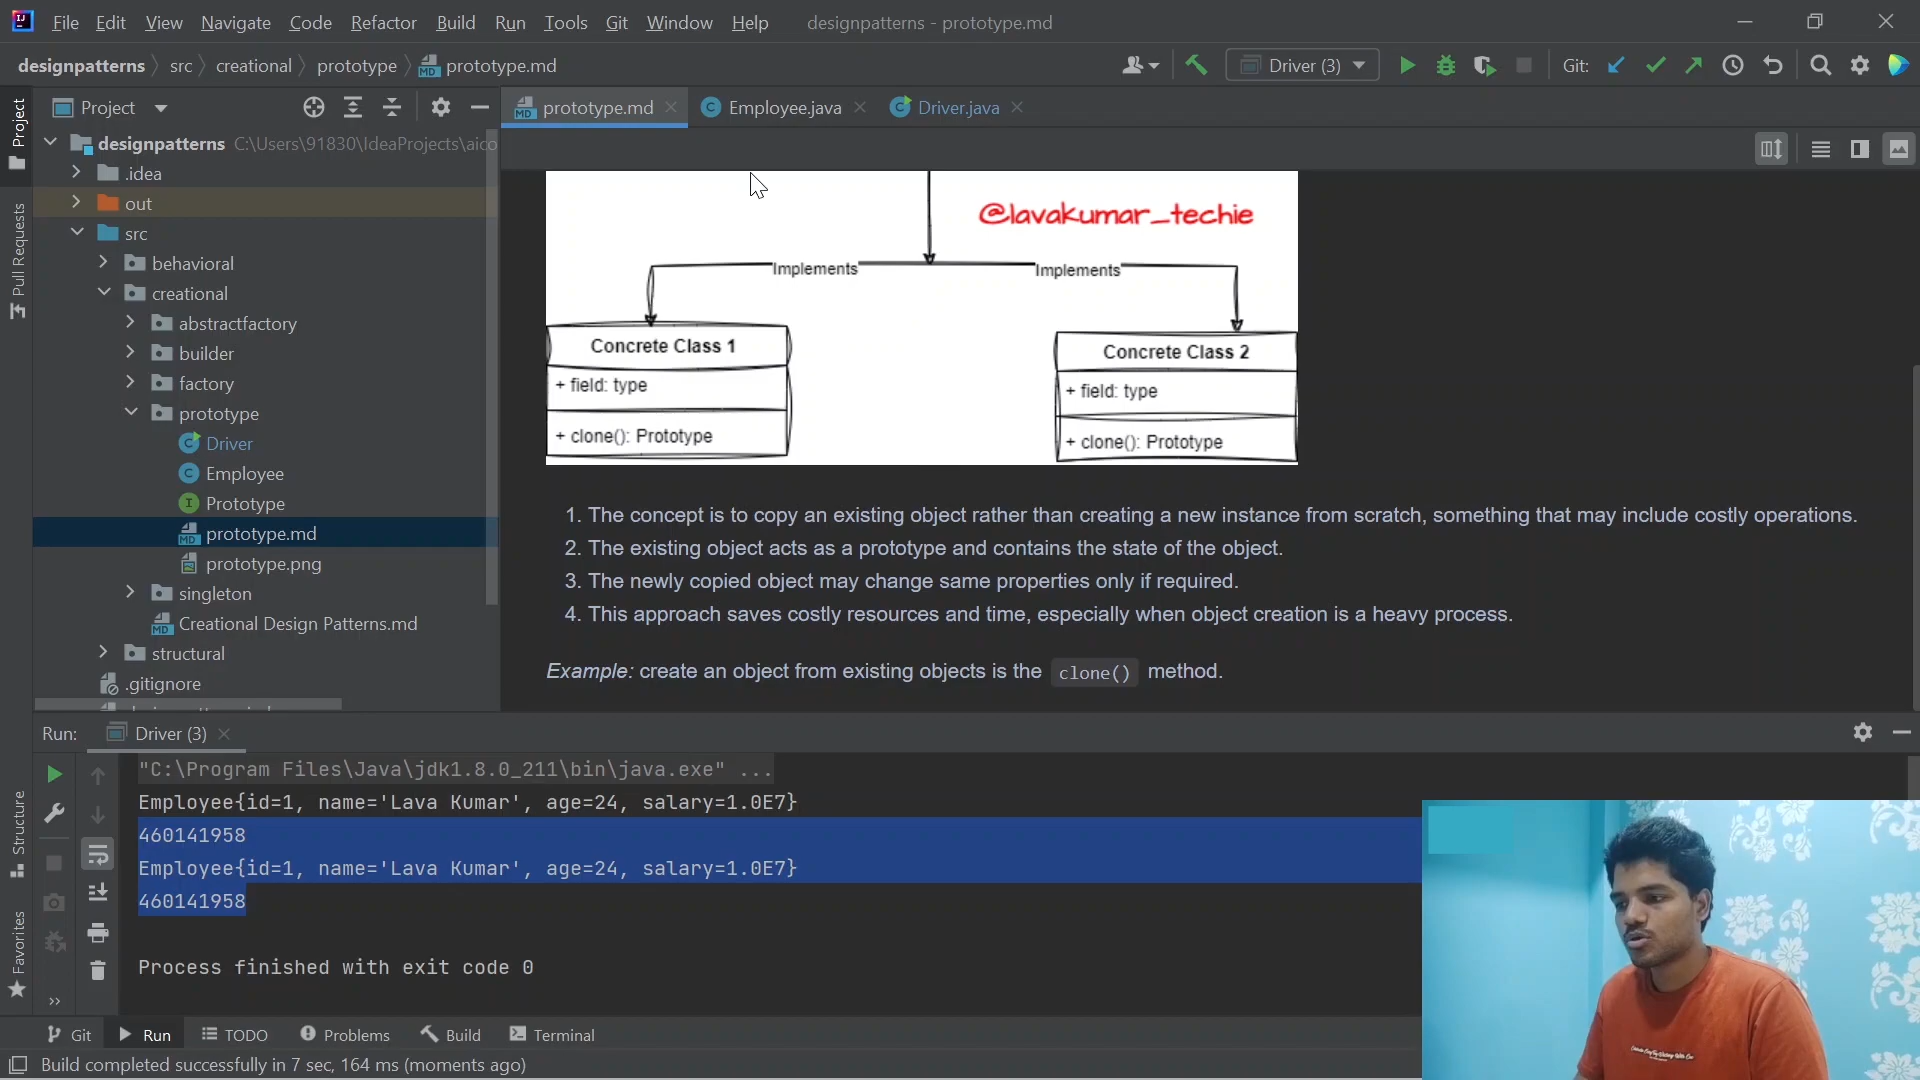 File Edit View Navigate Code Refactor Build Run Tools Git Window Help designpatterns - prototype.md
designpatterns src creational prototype prototype.md Driver (3) Git:
Project prototype.md Employee.java Driver.java
Project
Pull Requests
Structure
Favorites
designpatterns C:\Users\91830\IdeaProjects\aico
.idea
out
src
behavioral
creational
abstractfactory
builder
factory
prototype
Driver
Employee
Prototype
prototype.md
prototype.png
singleton
Creational Design Patterns.md
structural
.gitignore
@lavakumar_techie
Implements Implements
Concrete Class 1
+ field: type
+ clone(): Prototype
Concrete Class 2
+ field: type
+ clone(): Prototype
1. The concept is to copy an existing object rather than creating a new instance from scratch, something that may include costly operations.
2. The existing object acts as a prototype and contains the state of the object.
3. The newly copied object may change same properties only if required.
4. This approach saves costly resources and time, especially when object creation is a heavy process.
Example: create an object from existing objects is the clone() method.
Run: Driver (3)
"C:\Program Files\Java\jdk1.8.0_211\bin\java.exe" ...
Employee{id=1, name='Lava Kumar', age=24, salary=1.0E7}
460141958
Employee{id=1, name='Lava Kumar', age=24, salary=1.0E7}
460141958
Process finished with exit code 0
Git Run TODO Problems Build Terminal
Build completed successfully in 7 sec, 164 ms (moments ago)